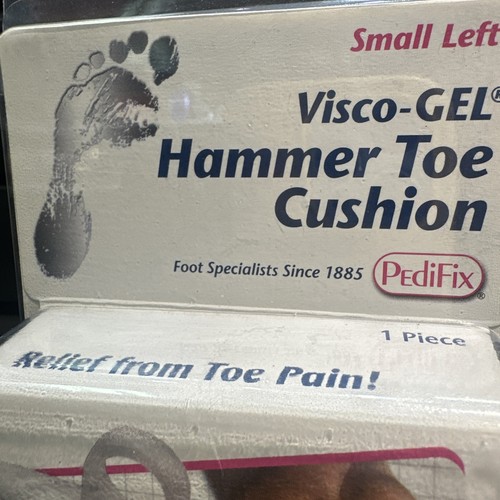 Small Left
Visco-GEL®
Hammer Toe
Cushion
Foot Specialists Since 1885 PEDiFix®
1 Piece
Relief from Toe Pain!